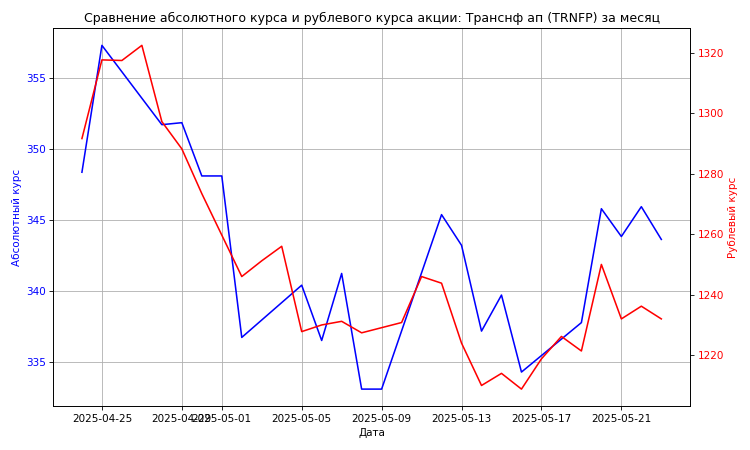 Сравнение абсолютного курса и рублевого курса акции: Транснф ап (TRNFP) за месяц
Абсолютный курс
355
350
345
340
335
1320
1300
1280
1260
1240
1220
Рублевый курс
2025-04-25 2025-04-29 2025-05-01 2025-05-05 2025-05-09 2025-05-13 2025-05-17 2025-05-21
Дата